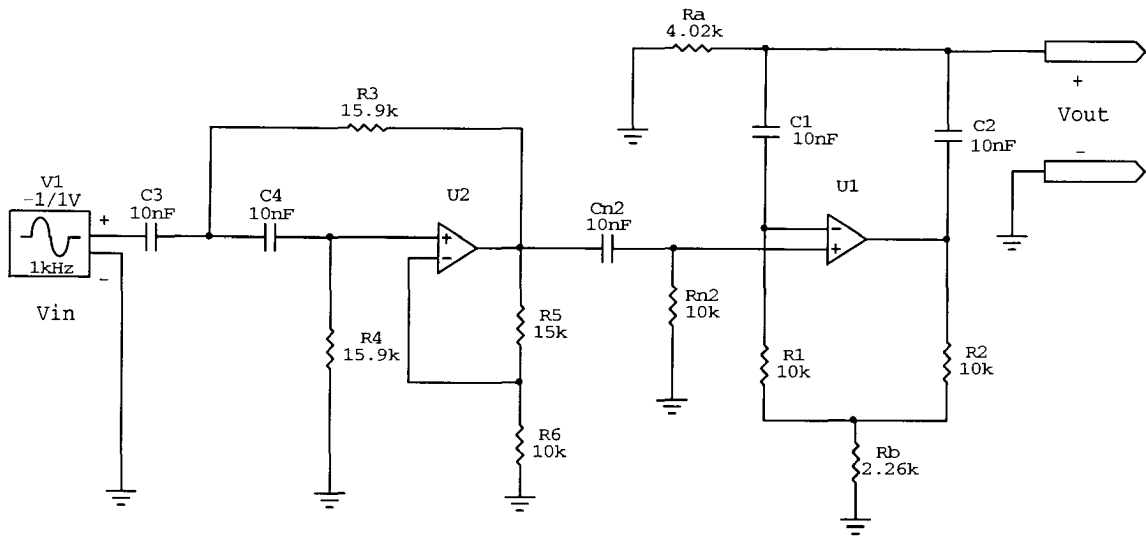 Ra
4.02k
R3
15.9k
C1
10nF
C2
10nF
+
Vout
-
V1
-1/1V
C3
10nF
C4
10nF
U2
U1
Cn2
10nF
+
-
+
-
-
+
1kHz
Vin
Rn2
10k
R5
15k
R4
15.9k
R1
10k
R2
10k
R6
10k
Rb
2.26k